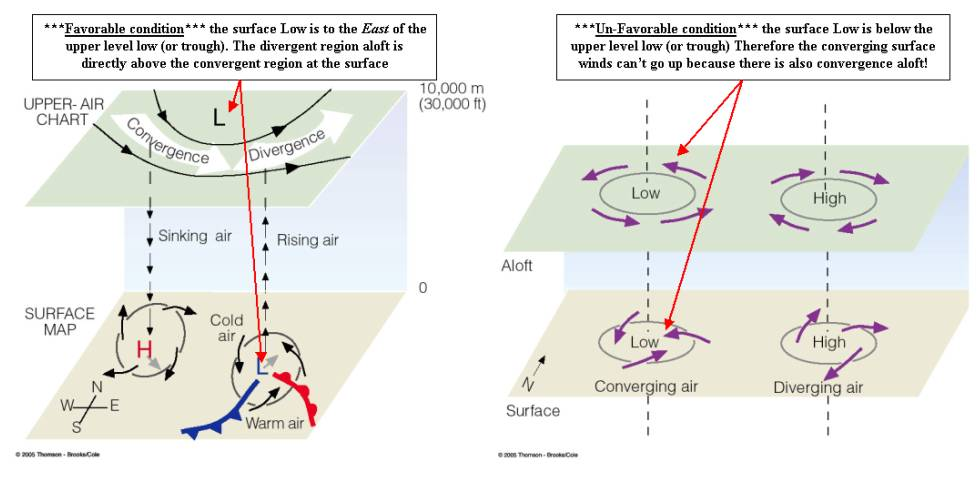 ***Favorable condition*** the surface Low is to the East of the
upper level low (or trough). The divergent region aloft is
directly above the convergent region at the surface
10,000 m
(30,000 ft)
UPPER- AIR
CHART
L
Convergence
Divergence
Sinking air
Rising air
0
SURFACE
MAP
Cold
air
H
L
N
W E
S
Warm air
© 2005 Thomson - Brooks/Cole
***Un-Favorable condition*** the surface Low is below the
upper level low (or trough) Therefore the converging surface
winds can't go up because there is also convergence aloft!
Low
High
Aloft
Low
High
N
Converging air
Diverging air
Surface
© 2005 Thomson - Brooks/Cole